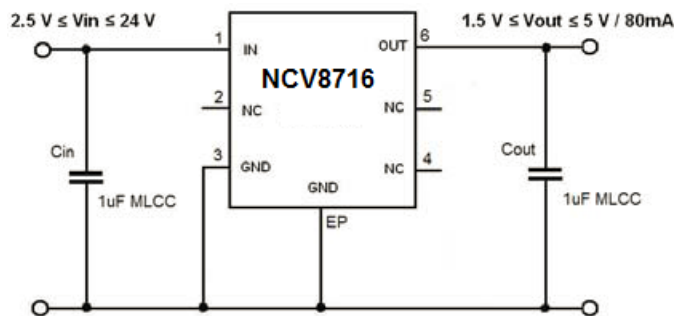 2.5 V ≤ Vin ≤ 24 V
1.5 V ≤ Vout ≤ 5 V / 80mA
1
IN
OUT
6
NCV8716
2
NC
NC
5
3
GND
NC
4
GND
EP
Cin
1uF MLCC
Cout
1uF MLCC